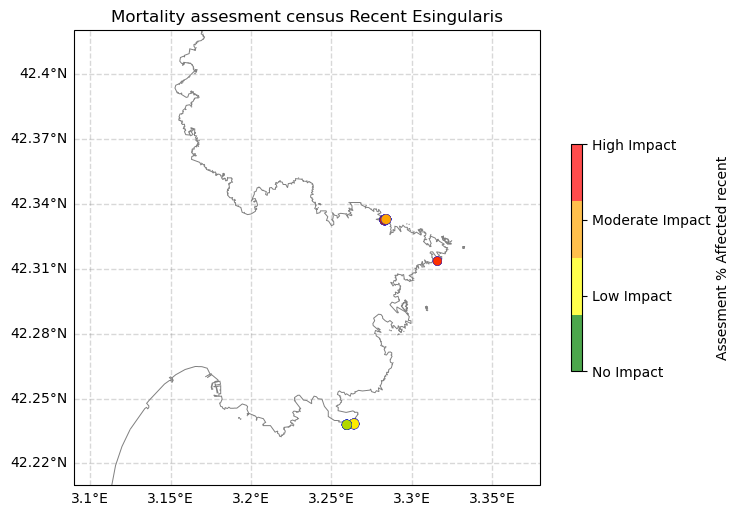 Mortality assesment census Recent Esingularis
42.4°N
42.37°N
42.34°N
42.31°N
42.28°N
42.25°N
42.22°N
3.1°E
3.15°E
3.2°E
3.25°E
3.3°E
3.35°E
High Impact
Moderate Impact
Low Impact
No Impact
Assesment % Affected recent